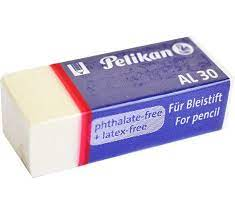 Pelikan
AL 30
phthalate-free
+ latex-free
Für Bleistift
For pencil